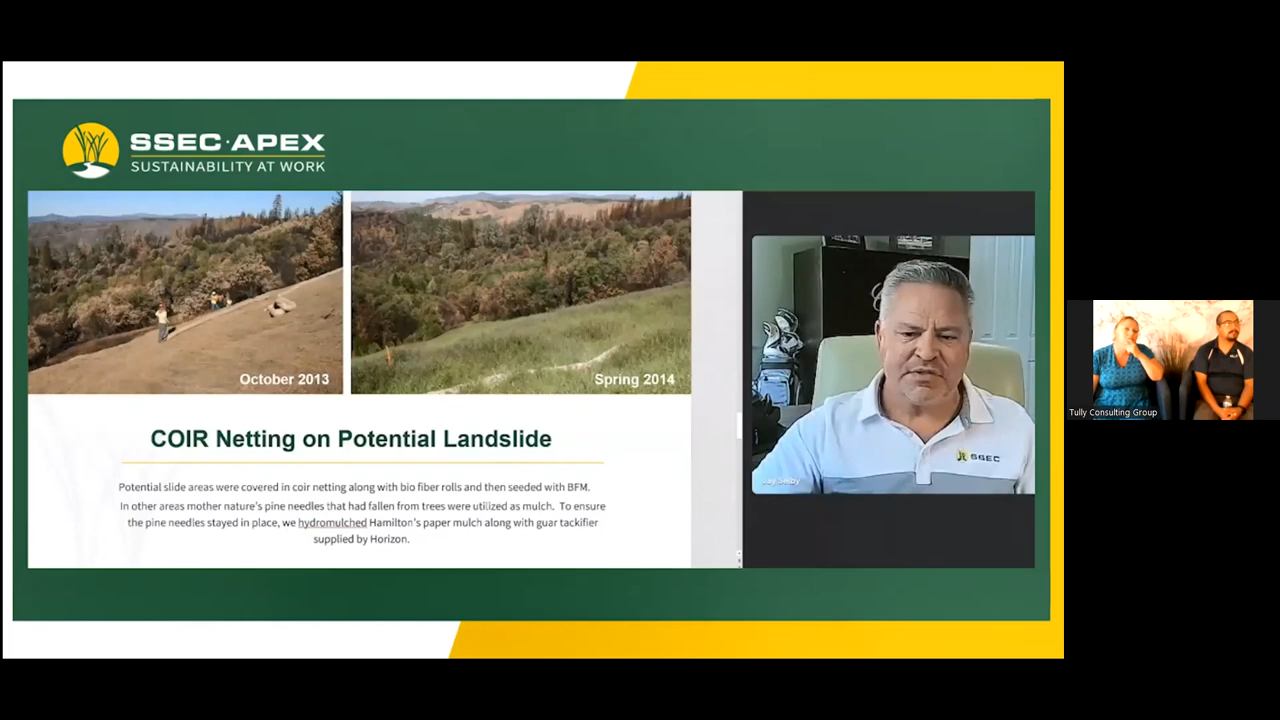 SSEC·APEX
SUSTAINABILITY AT WORK
October 2013
Spring 2014
COIR Netting on Potential Landslide
Potential slide areas were covered in coir netting along with bio fiber rolls and then seeded with BFM.
In other areas mother nature's pine needles that had fallen from trees were utilized as mulch. To ensure
the pine needles stayed in place, we hydromulched Hamilton's paper mulch along with guar tackifier
supplied by Horizon.
SSEC
Tully Consulting Group